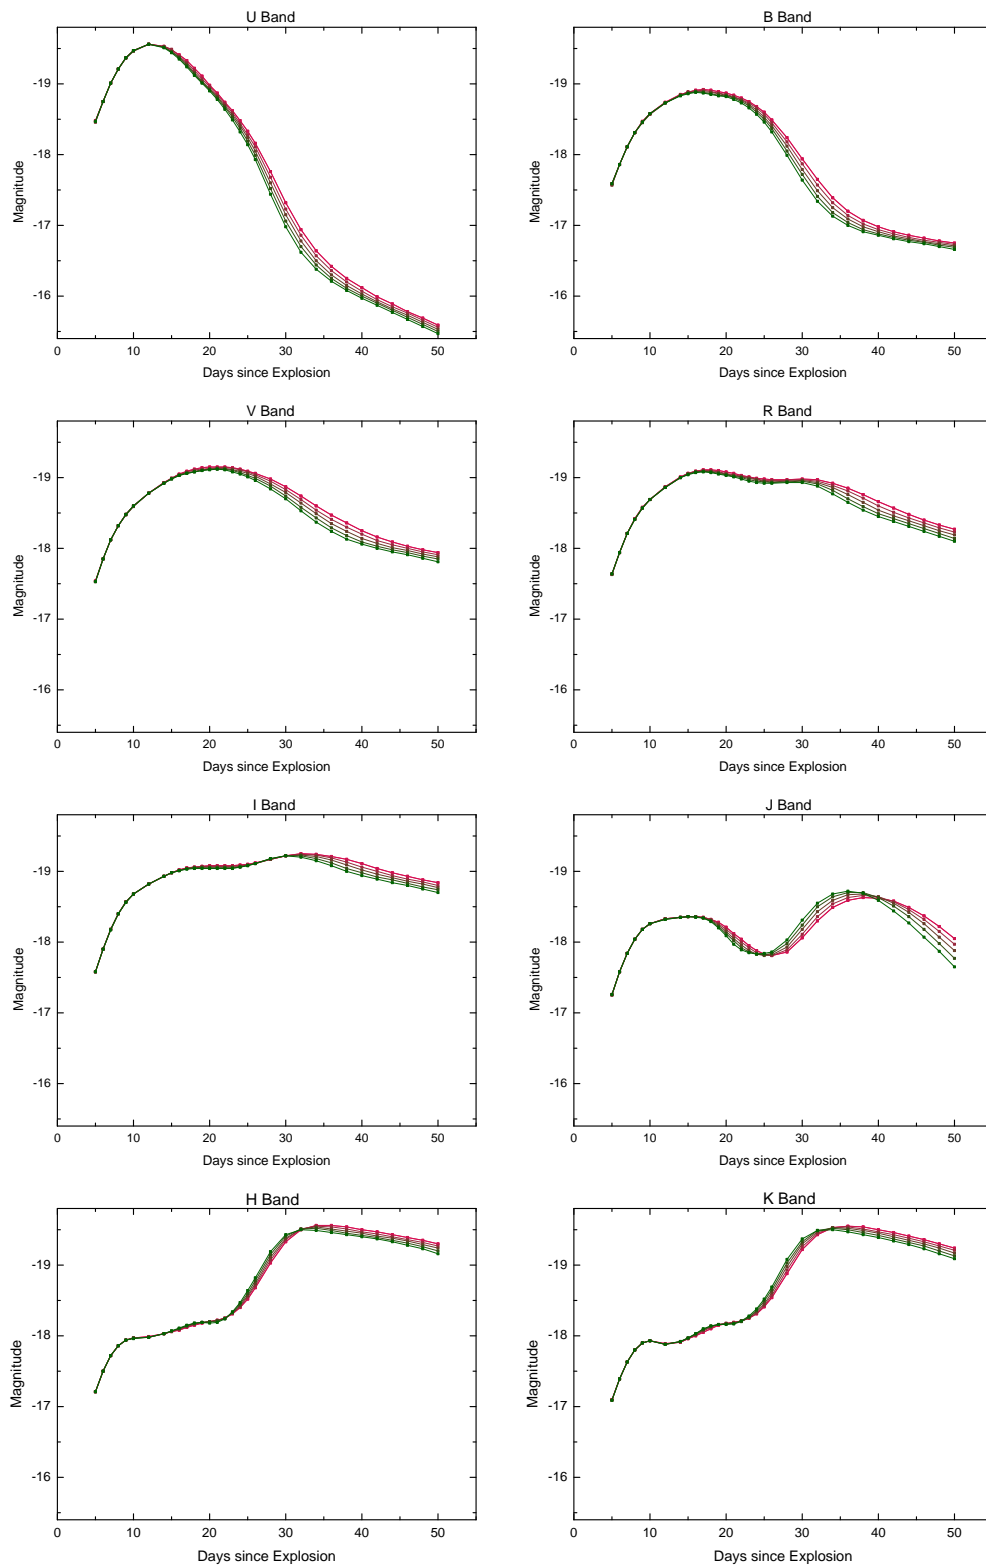 U Band
Magnitude
-19
-18
-17
-16
0 10 20 30 40 50
Days since Explosion
B Band
Magnitude
-19
-18
-17
-16
0 10 20 30 40 50
Days since Explosion
V Band
Magnitude
-19
-18
-17
-16
0 10 20 30 40 50
Days since Explosion
R Band
Magnitude
-19
-18
-17
-16
0 10 20 30 40 50
Days since Explosion
I Band
Magnitude
-19
-18
-17
-16
0 10 20 30 40 50
Days since Explosion
J Band
Magnitude
-19
-18
-17
-16
0 10 20 30 40 50
Days since Explosion
H Band
Magnitude
-19
-18
-17
-16
0 10 20 30 40 50
Days since Explosion
K Band
Magnitude
-19
-18
-17
-16
0 10 20 30 40 50
Days since Explosion